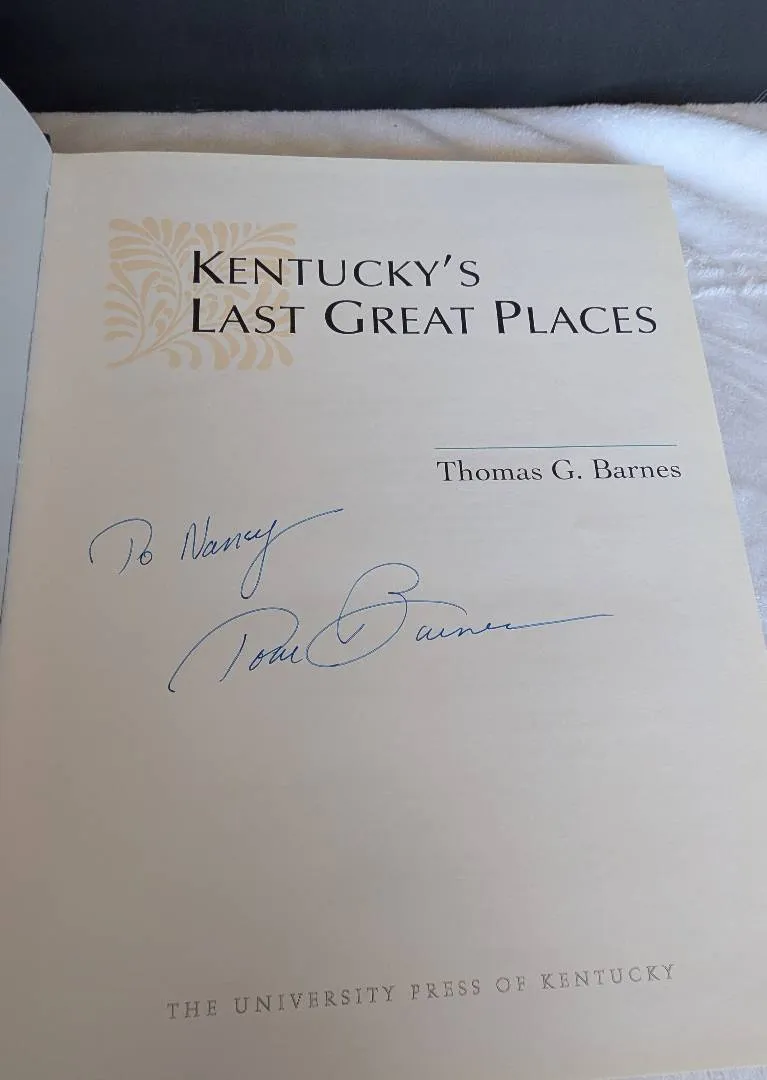 KENTUCKY'S
LAST GREAT PLACES
Thomas G. Barnes
To Nancy
Tom Barnes
THE UNIVERSITY PRESS OF KENTUCKY